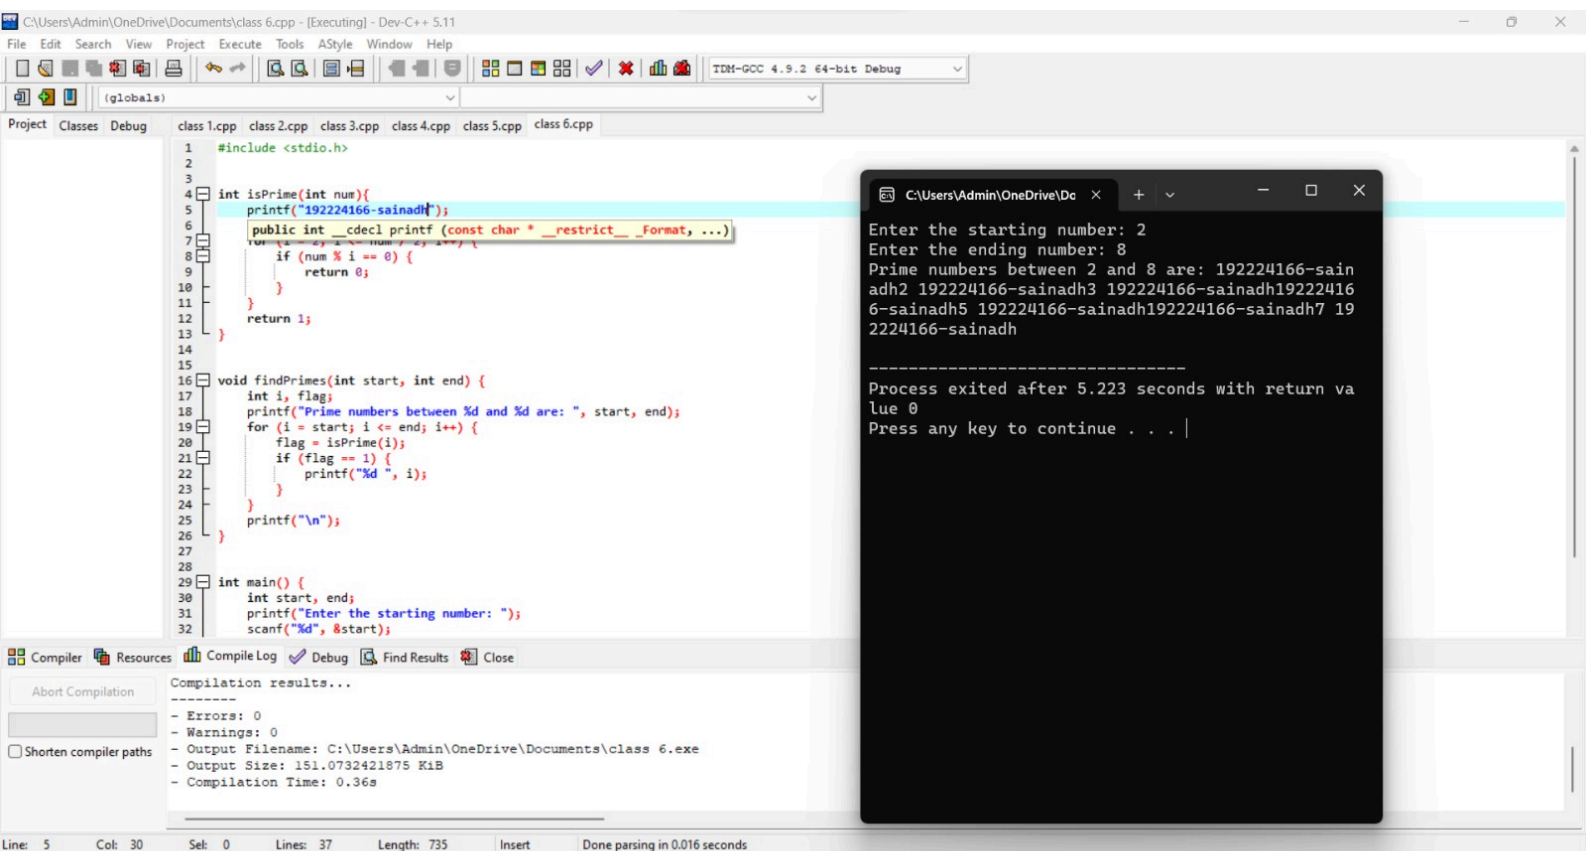 C:\Users\Admin\OneDrive\Documents\class 6.cpp - [Executing] - Dev-C++ 5.11
File Edit Search View Project Execute Tools AStyle Window Help
TDM-GCC 4.9.2 64-bit Debug
(globals)
Project Classes Debug
class 1.cpp class 2.cpp class 3.cpp class 4.cpp class 5.cpp class 6.cpp
1 #include <stdio.h>
2
3
4 int isPrime(int num){
5 printf("192224166-sainadh");
6 public int __cdecl printf (const char * __restrict__ _Format, ...)
7 for (i = 2; i <= num / 2; i++) {
8 if (num % i == 0) {
9 return 0;
10 }
11 }
12 return 1;
13 }
14
15
16 void findPrimes(int start, int end) {
17 int i, flag;
18 printf("Prime numbers between %d and %d are: ", start, end);
19 for (i = start; i <= end; i++) {
20 flag = isPrime(i);
21 if (flag == 1) {
22 printf("%d ", i);
23 }
24 }
25 printf("\n");
26 }
27
28
29 int main() {
30 int start, end;
31 printf("Enter the starting number: ");
32 scanf("%d", &start);
C:\Users\Admin\OneDrive\Do
Enter the starting number: 2
Enter the ending number: 8
Prime numbers between 2 and 8 are: 192224166-sain
adh2 192224166-sainadh3 192224166-sainadh19222416
6-sainadh5 192224166-sainadh192224166-sainadh7 19
2224166-sainadh
--------------------------------
Process exited after 5.223 seconds with return va
lue 0
Press any key to continue . . .
Compiler Resources Compile Log Debug Find Results Close
Abort Compilation
Shorten compiler paths
Compilation results...
--------
- Errors: 0
- Warnings: 0
- Output Filename: C:\Users\Admin\OneDrive\Documents\class 6.exe
- Output Size: 151.0732421875 KiB
- Compilation Time: 0.36s
Line: 5 Col: 30 Sel: 0 Lines: 37 Length: 735 Insert Done parsing in 0.016 seconds